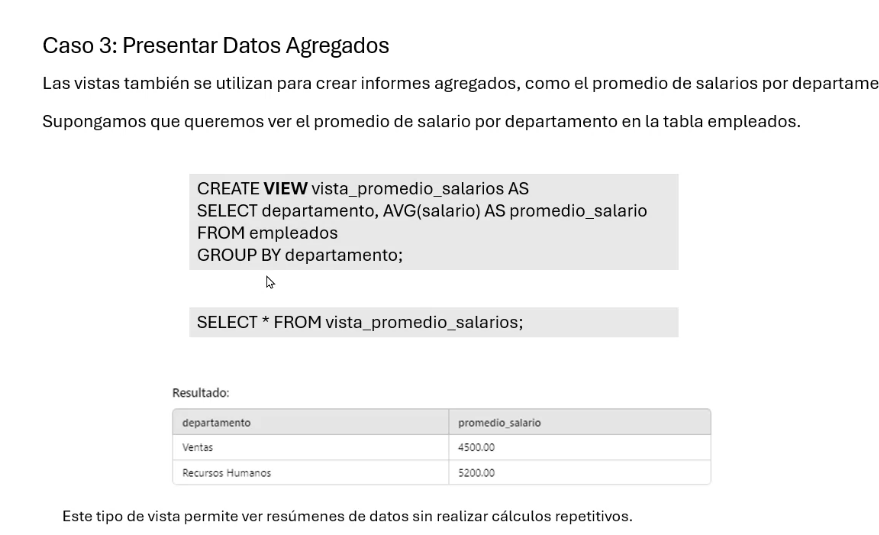 Caso 3: Presentar Datos Agregados
Las vistas también se utilizan para crear informes agregados, como el promedio de salarios por departame
Supongamos que queremos ver el promedio de salario por departamento en la tabla empleados.
CREATE VIEW vista_promedio_salarios AS
SELECT departamento, AVG(salario) AS promedio_salario
FROM empleados
GROUP BY departamento;
SELECT * FROM vista_promedio_salarios;
Resultado:
departamento promedio_salario
Ventas 4500.00
Recursos Humanos 5200.00
Este tipo de vista permite ver resúmenes de datos sin realizar cálculos repetitivos.